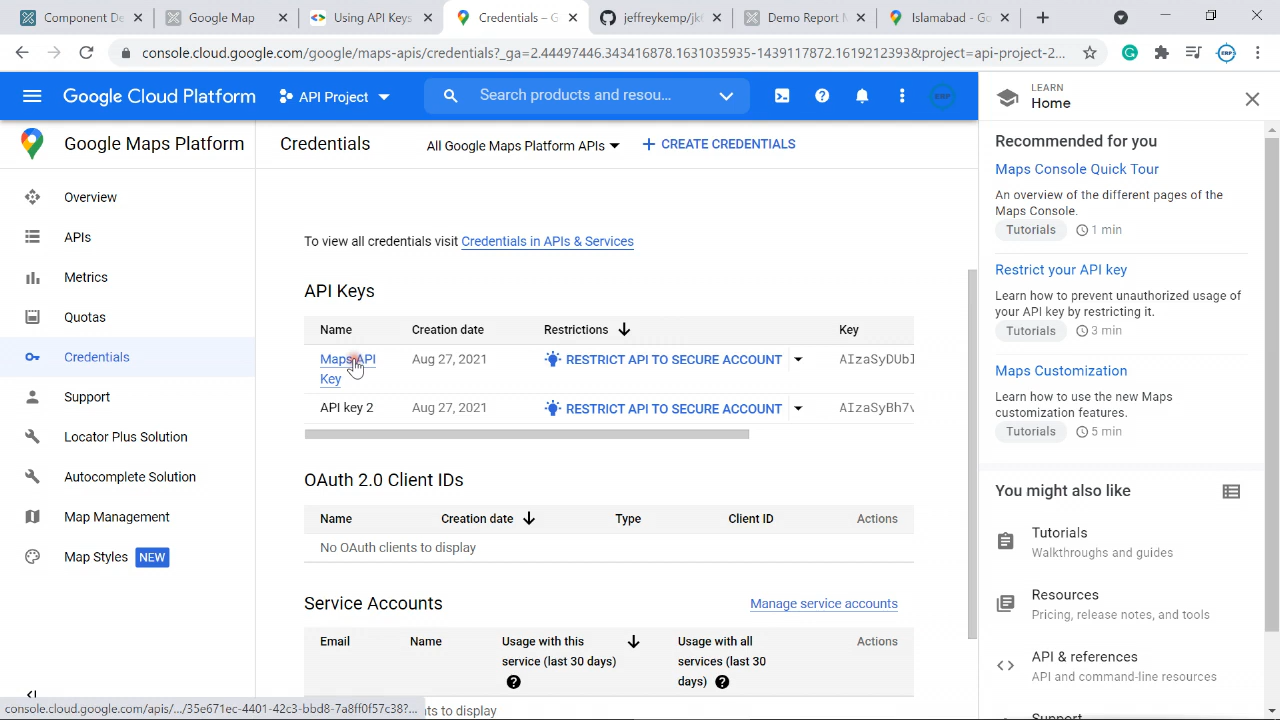 Component De
Google Map
Using API Keys
Credentials – G
jeffreykemp/jk
Demo Report
Islamabad - Go
console.cloud.google.com/google/maps-apis/credentials?_ga=2.44497446.343416878.1631035935-1439117872.1619212393&project=api-project-2...
Google Cloud Platform
API Project
Search products and resou...
LEARN
Home
Google Maps Platform
Credentials
All Google Maps Platform APIs
CREATE CREDENTIALS
Overview
APIs
Metrics
Quotas
Credentials
Support
Locator Plus Solution
Autocomplete Solution
Map Management
Map Styles NEW
To view all credentials visit Credentials in APIs & Services
API Keys
Name Creation date Restrictions Key
Maps API Key Aug 27, 2021 RESTRICT API TO SECURE ACCOUNT AIzaSyDUbI
API key 2 Aug 27, 2021 RESTRICT API TO SECURE ACCOUNT AIzaSyBh7v
OAuth 2.0 Client IDs
Name Creation date Type Client ID Actions
No OAuth clients to display
Service Accounts Manage service accounts
Email Name Usage with this service (last 30 days) Usage with all services (last 30 days) Actions
nts to display
Recommended for you
Maps Console Quick Tour
An overview of the different pages of the
Maps Console.
Tutorials 1 min
Restrict your API key
Learn how to prevent unauthorized usage of
your API key by restricting it.
Tutorials 3 min
Maps Customization
Learn how to use the new Maps
customization features.
Tutorials 5 min
You might also like
Tutorials
Walkthroughs and guides
Resources
Pricing, release notes, and tools
API & references
API and command-line resources
Support
console.cloud.google.com/apis/.../35e671ec-4401-42c3-bbd8-7a8ff0f57c38?...